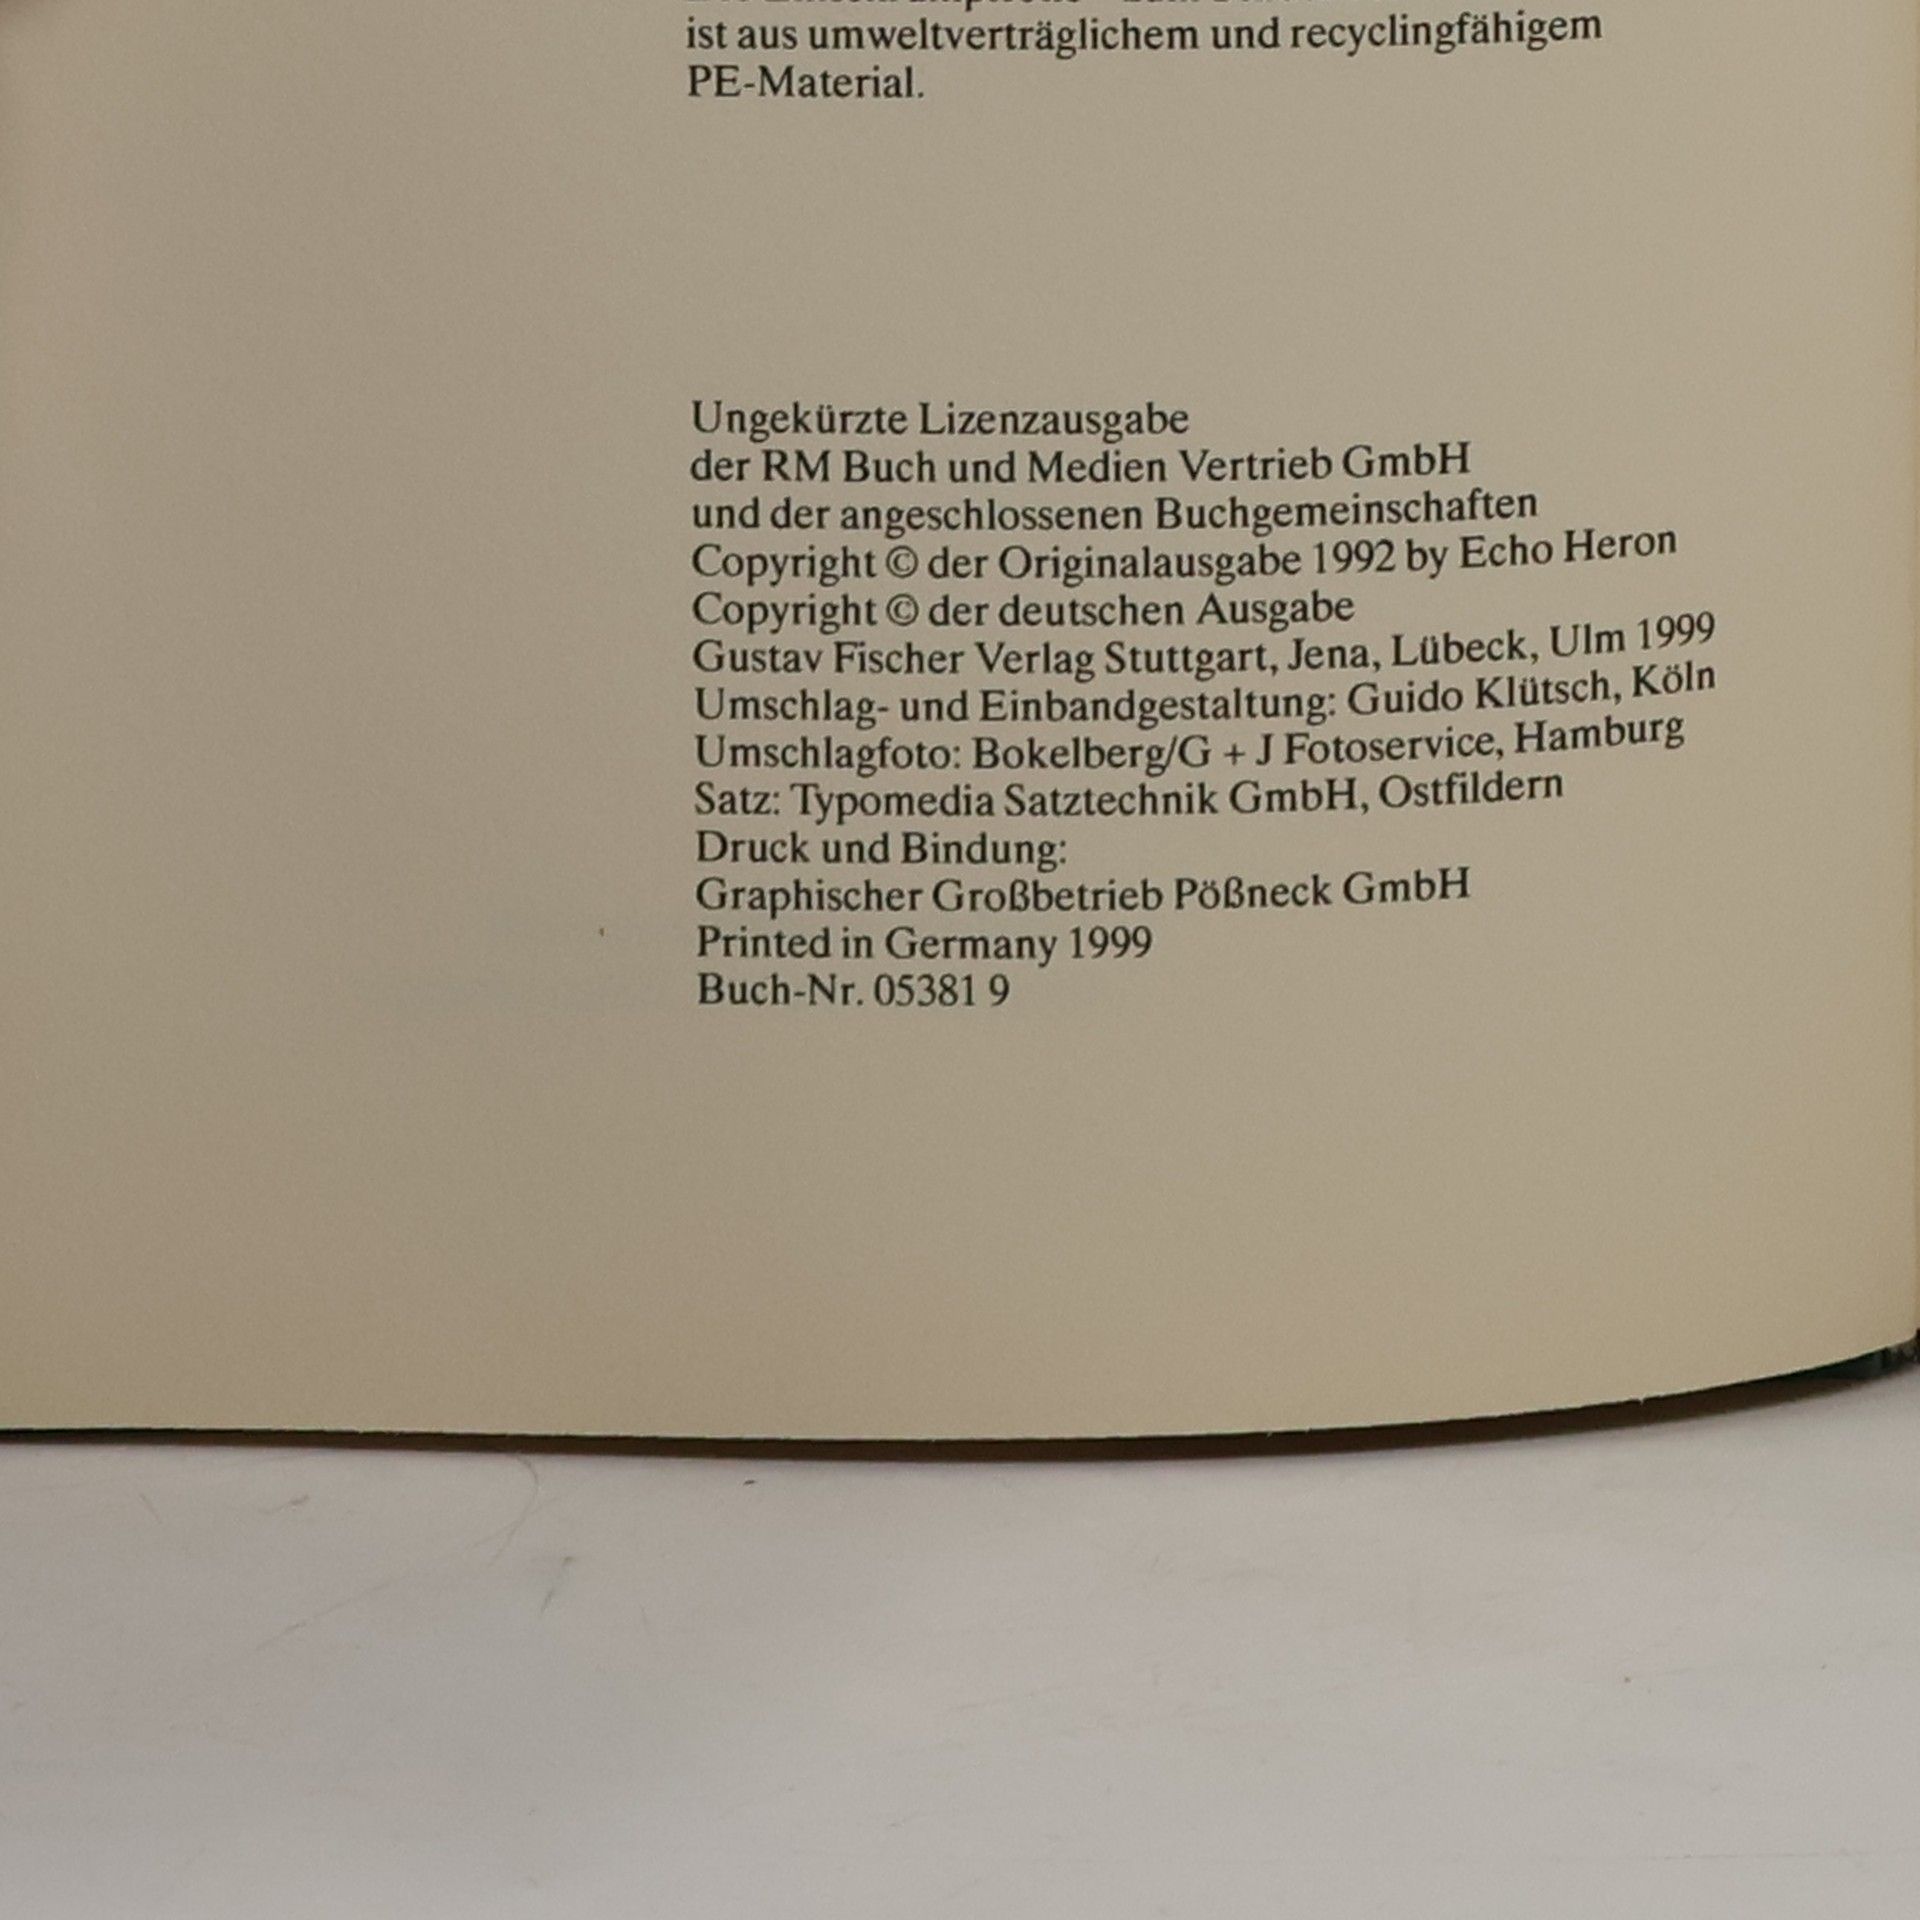 ist aus umweltverträglichem und recyclingfähigem
PE-Material.
Ungekürzte Lizenzausgabe
der RM Buch und Medien Vertrieb GmbH
und der angeschlossenen Buchgemeinschaften
Copyright © der Originalausgabe 1992 by Echo Heron
Copyright © der deutschen Ausgabe
Gustav Fischer Verlag Stuttgart, Jena, Lübeck, Ulm 1999
Umschlag- und Einbandgestaltung: Guido Klütsch, Köln
Umschlagfoto: Bokelberg/G + J Fotoservice, Hamburg
Satz: Typomedia Satztechnik GmbH, Ostfildern
Druck und Bindung:
Graphischer Großbetrieb Pößneck GmbH
Printed in Germany 1999
Buch-Nr. 05381 9